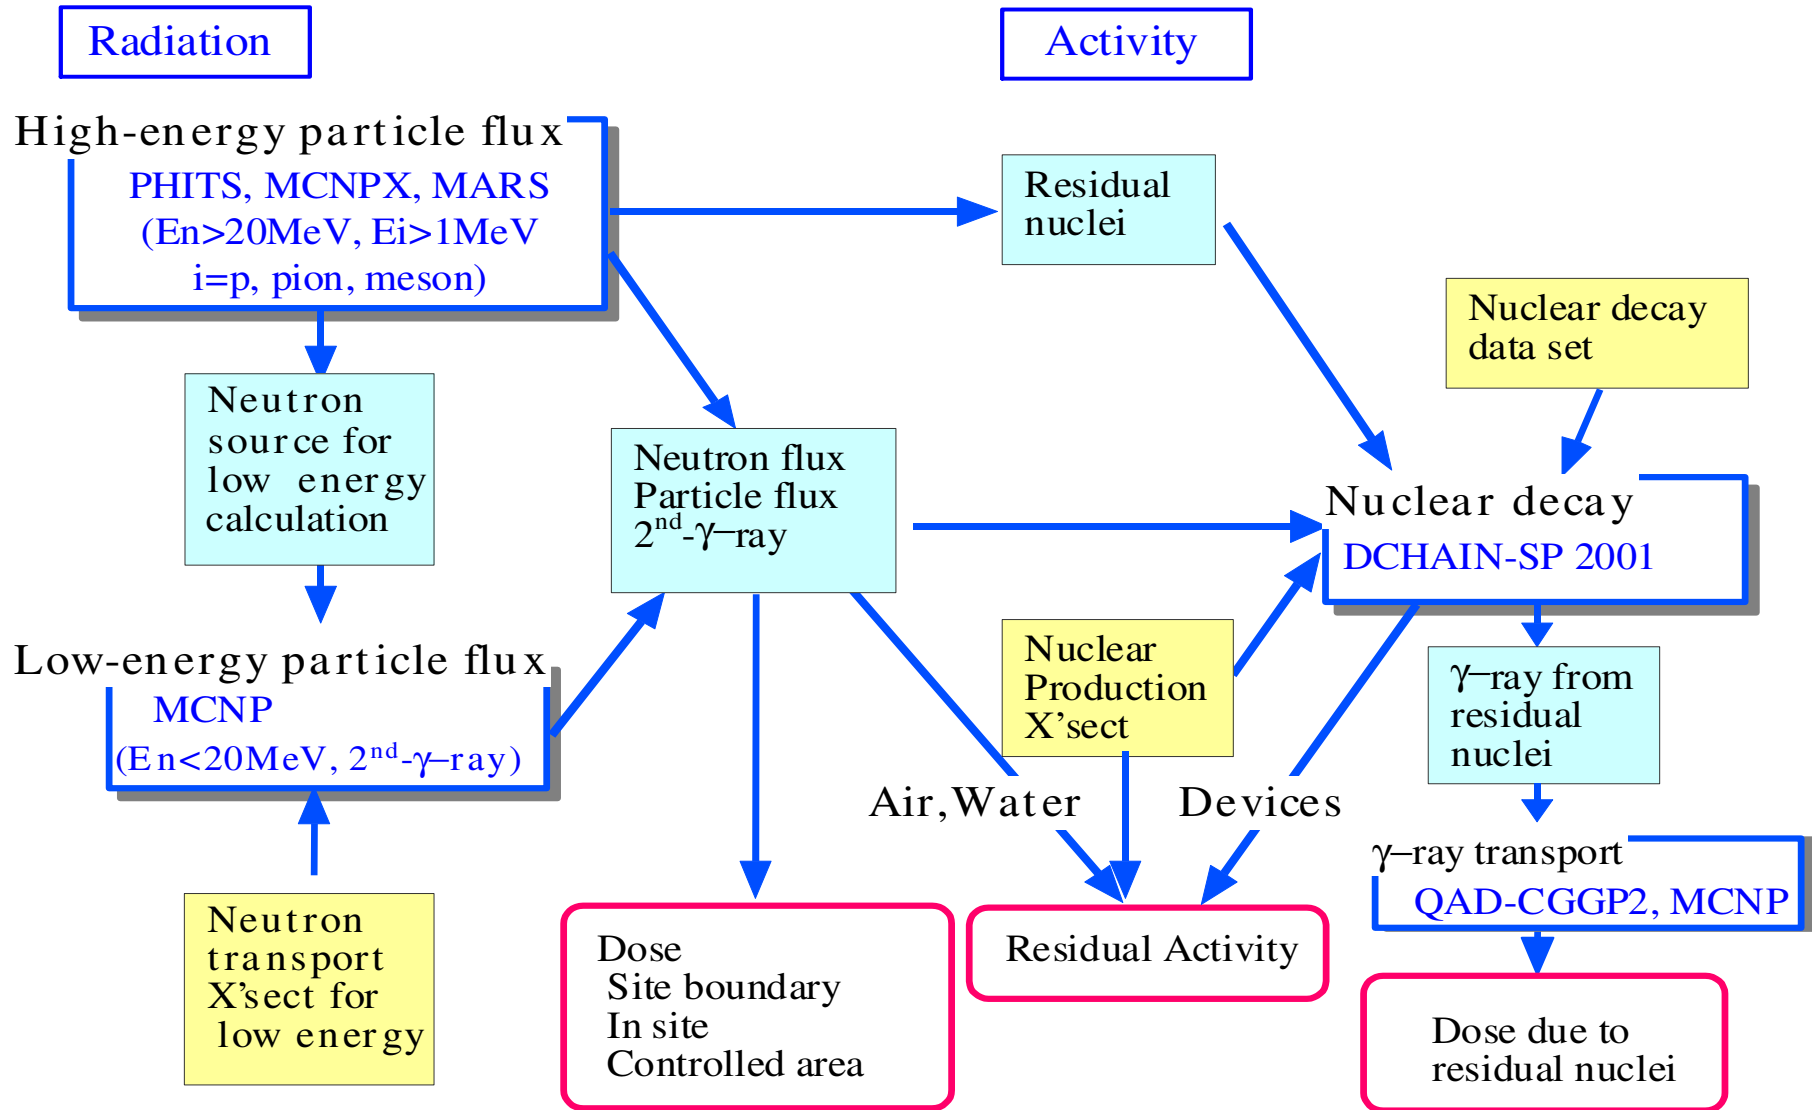 Radiation
Activity
High-energy particle flux
PHITS, MCNPX, MARS
(En>20MeV, Ei>1MeV
i=p, pion, meson)
Residual
nuclei
Nuclear decay
data set
Neutron
source for
low energy
calculation
Neutron flux
Particle flux
2nd-γ−ray
Nuclear decay
DCHAIN-SP 2001
Low-energy particle flux
MCNP
(En<20MeV, 2nd-γ−ray)
Nuclear
Production
X’sect
γ−ray from
residual
nuclei
Air,Water
Devices
γ−ray transport
QAD-CGGP2, MCNP
Neutron
transport
X’sect for
low energy
Dose
Site boundary
In site
Controlled area
Residual Activity
Dose due to
residual nuclei